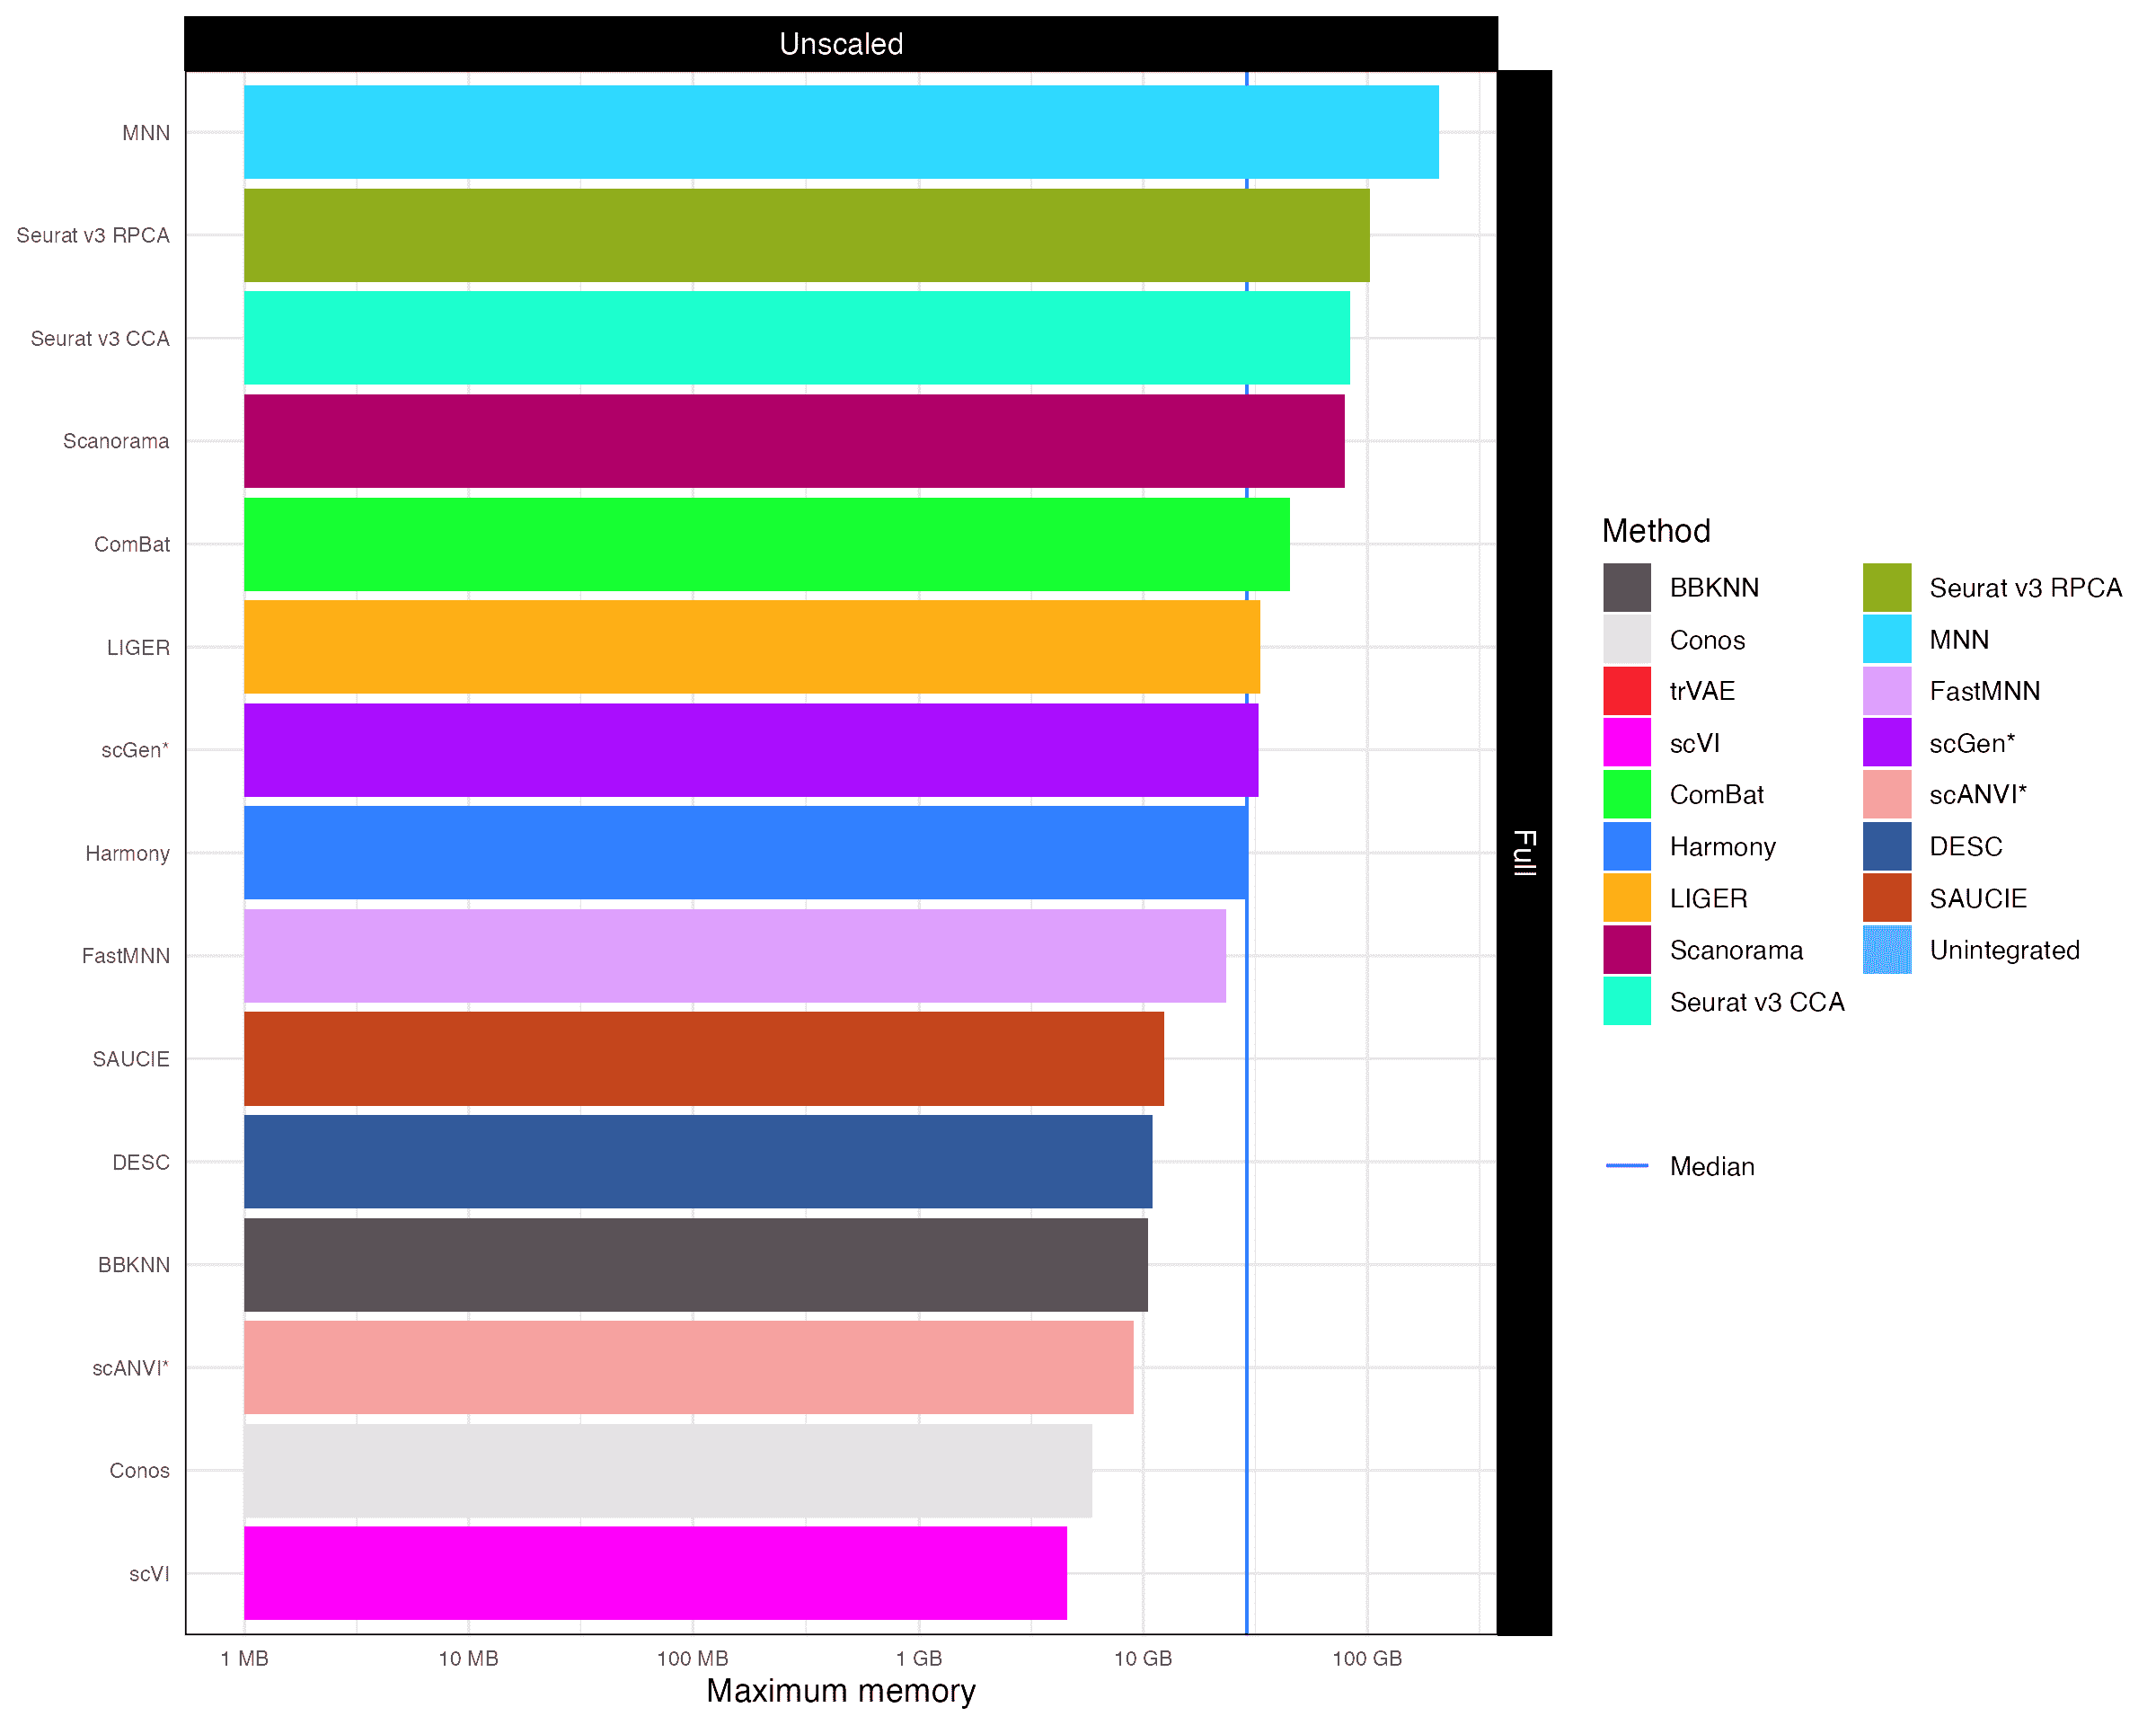 Unscaled
MNN
Seurat v3 RPCA
Seurat v3 CCA
Scanorama
ComBat
LIGER
scGen*
Harmony
FastMNN
SAUCIE
DESC
BBKNN
scANVI*
Conos
scVI
1 MB
10 MB
100 MB
1 GB
10 GB
100 GB
Maximum memory
Full
Method
BBKNN
Conos
trVAE
scVI
ComBat
Harmony
LIGER
Scanorama
Seurat v3 CCA
Seurat v3 RPCA
MNN
FastMNN
scGen*
scANVI*
DESC
SAUCIE
Unintegrated
Median